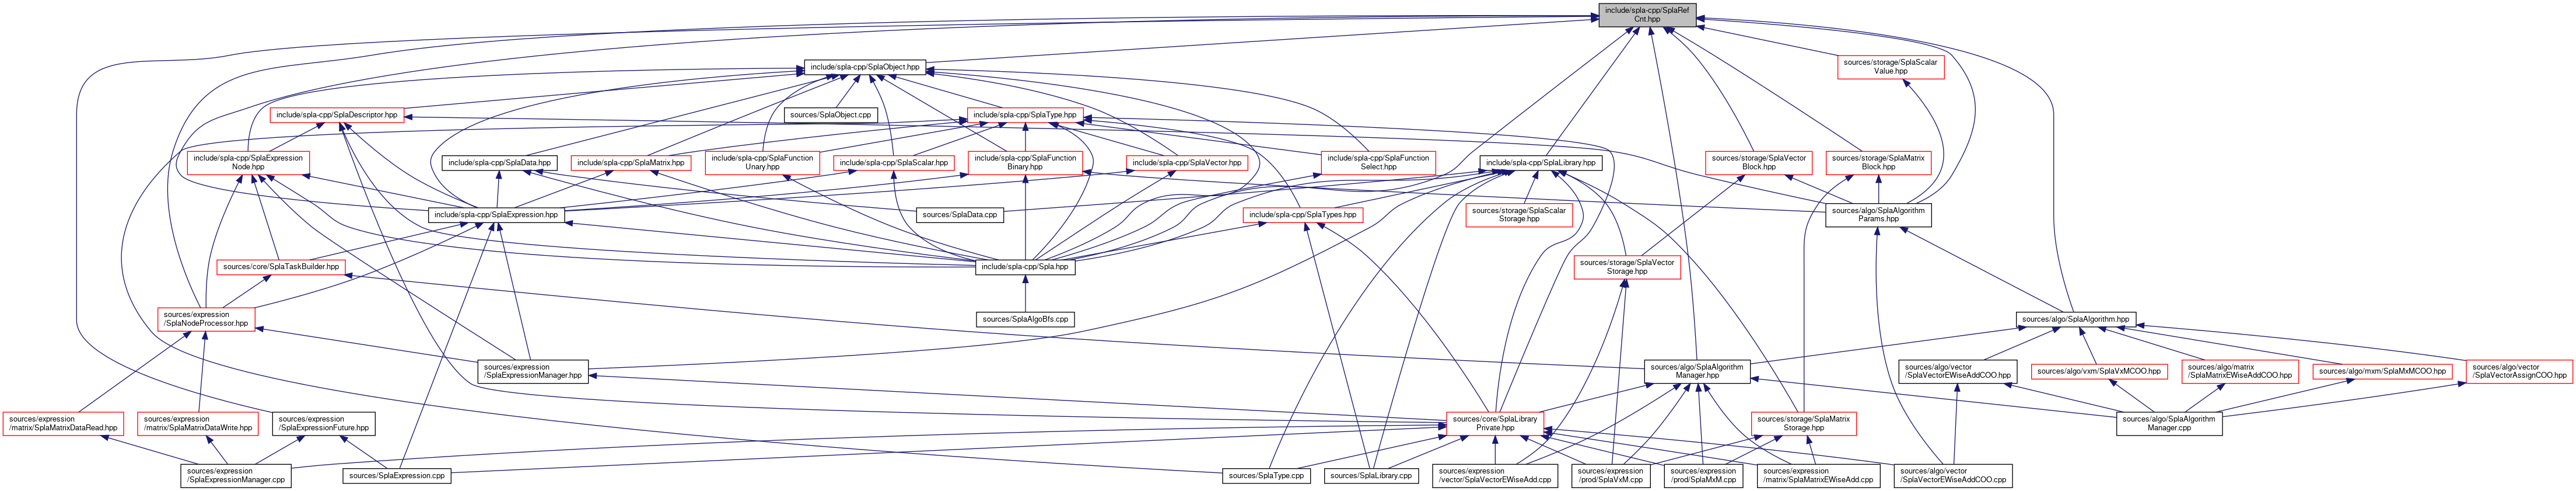 include/spla-cpp/SplaRef
Cnt.hpp
include/spla-cpp/SplaObject.hpp
sources/storage/SplaScalar
Value.hpp
include/spla-cpp/SplaDescriptor.hpp
sources/SplaObject.cpp
include/spla-cpp/SplaType.hpp
include/spla-cpp/SplaExpression
Node.hpp
include/spla-cpp/SplaData.hpp
include/spla-cpp/SplaMatrix.hpp
include/spla-cpp/SplaFunction
Unary.hpp
include/spla-cpp/SplaScalar.hpp
include/spla-cpp/SplaFunction
Binary.hpp
include/spla-cpp/SplaVector.hpp
include/spla-cpp/SplaFunction
Select.hpp
include/spla-cpp/SplaLibrary.hpp
sources/storage/SplaVector
Block.hpp
sources/storage/SplaMatrix
Block.hpp
include/spla-cpp/SplaExpression.hpp
sources/SplaData.cpp
include/spla-cpp/SplaTypes.hpp
sources/storage/SplaScalar
Storage.hpp
sources/algo/SplaAlgorithm
Params.hpp
sources/core/SplaTaskBuilder.hpp
include/spla-cpp/Spla.hpp
sources/storage/SplaVector
Storage.hpp
sources/expression
/SplaNodeProcessor.hpp
sources/SplaAlgoBfs.cpp
sources/algo/SplaAlgorithm.hpp
sources/expression
/SplaExpressionManager.hpp
sources/algo/SplaAlgorithm
Manager.hpp
sources/algo/vector
/SplaVectorEWiseAddCOO.hpp
sources/algo/vxm/SplaVxMCOO.hpp
sources/algo/matrix
/SplaMatrixEWiseAddCOO.hpp
sources/algo/mxm/SplaMxMCOO.hpp
sources/algo/vector
/SplaVectorAssignCOO.hpp
sources/expression
/matrix/SplaMatrixDataRead.hpp
sources/expression
/matrix/SplaMatrixDataWrite.hpp
sources/expression
/SplaExpressionFuture.hpp
sources/core/SplaLibrary
Private.hpp
sources/storage/SplaMatrix
Storage.hpp
sources/algo/SplaAlgorithm
Manager.cpp
sources/expression
/SplaExpressionManager.cpp
sources/SplaExpression.cpp
sources/SplaType.cpp
sources/SplaLibrary.cpp
sources/expression
/vector/SplaVectorEWiseAdd.cpp
sources/expression
/prod/SplaVxM.cpp
sources/expression
/prod/SplaMxM.cpp
sources/expression
/matrix/SplaMatrixEWiseAdd.cpp
sources/algo/vector
/SplaVectorEWiseAddCOO.cpp